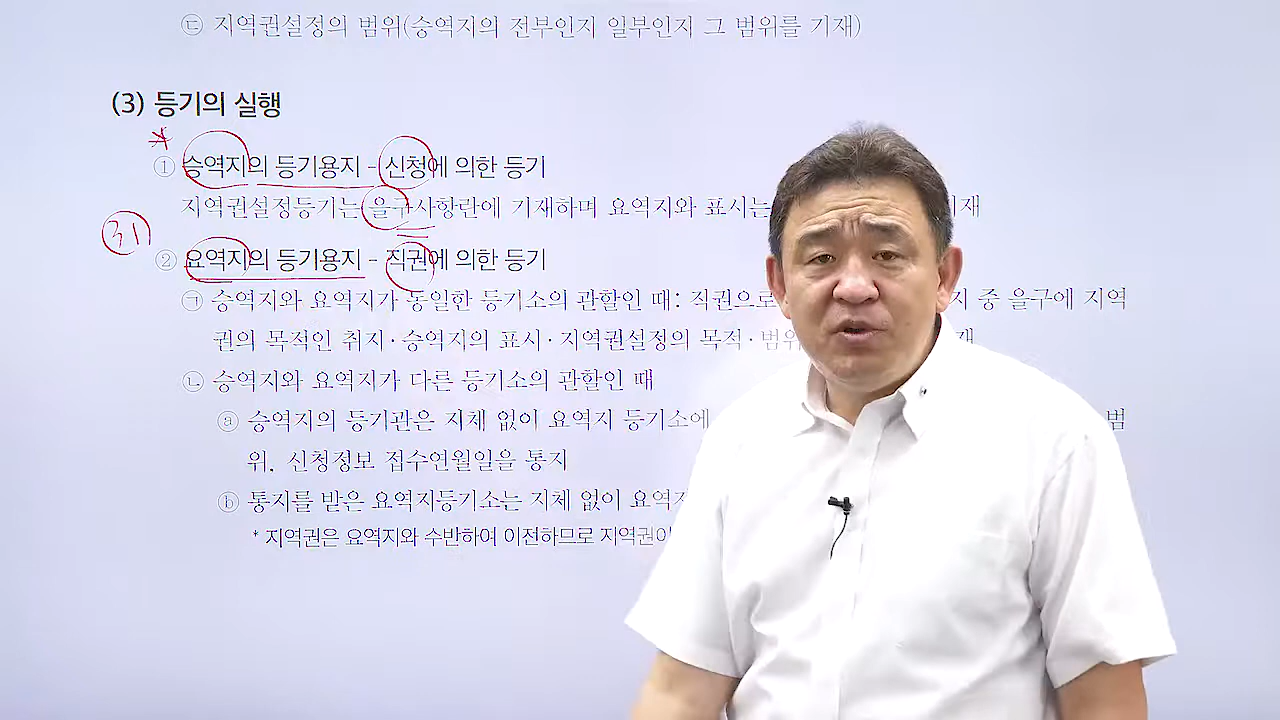 ㉢ 지역권설정의 범위(승역지의 전부인지 일부인지 그 범위를 기재)
(3) 등기의 실행
① 승역지의 등기용지 - 신청에 의한 등기
지역권설정등기는 을구사항란에 기재하며 요역지와 표시는 기재
31
② 요역지의 등기용지 - 직권에 의한 등기
㉠ 승역지와 요역지가 동일한 등기소의 관할인 때: 직권으로 중 을구에 지역
권의 목적인 취지·승역지의 표시·지역권설정의 목적·범위
㉡ 승역지와 요역지가 다른 등기소의 관할인 때
ⓐ 승역지의 등기관은 지체 없이 요역지 등기소에 범
위, 신청정보 접수연월일을 통지
ⓑ 통지를 받은 요역지등기소는 지체 없이
* 지역권은 요역지와 수반하여 이전하므로